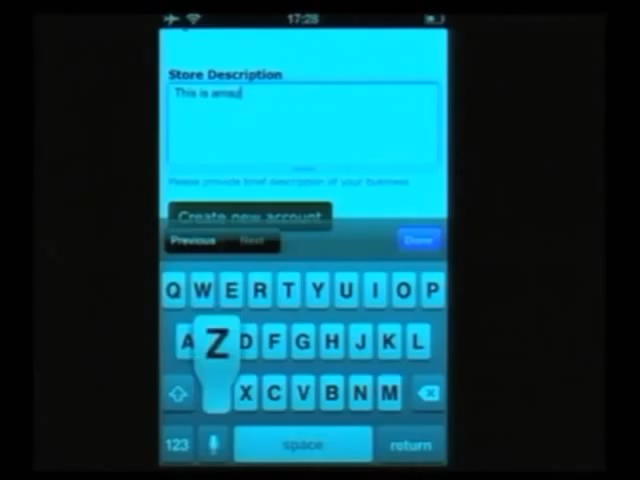 17:28
Store Description
This is amaz
Please provide brief description of your business
Create new account
Previous Next Done
Q W E R T Y U I O P
A Z D F G H J K L
X C V B N M
123 space return